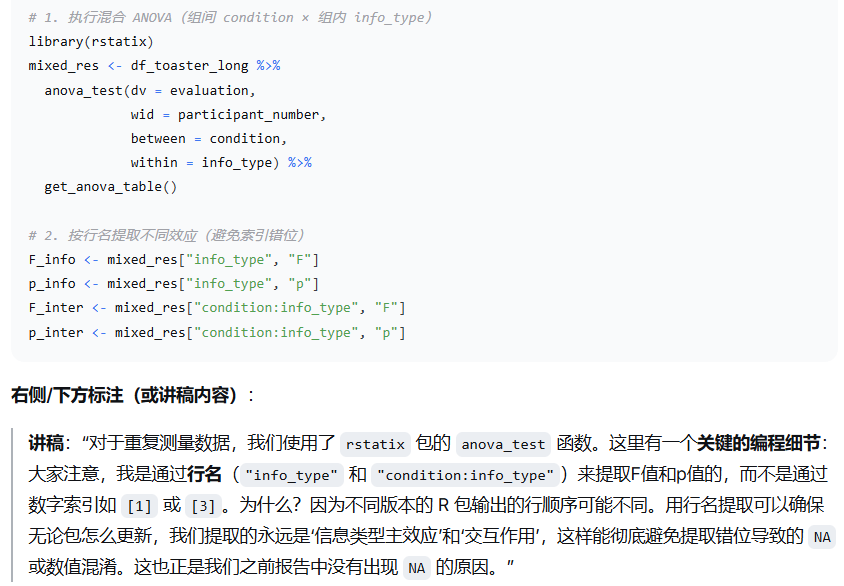 # 1. 执行混合 ANOVA（组间 condition × 组内 info_type）
library(rstatix)
mixed_res <- df_toaster_long %>%
  anova_test(dv = evaluation,
             wid = participant_number,
             between = condition,
             within = info_type) %>%
  get_anova_table()

# 2. 按行名提取不同效应（避免索引错位）
F_info <- mixed_res["info_type", "F"]
p_info <- mixed_res["info_type", "p"]
F_inter <- mixed_res["condition:info_type", "F"]
p_inter <- mixed_res["condition:info_type", "p"]
右侧/下方标注（或讲稿内容）：
讲稿：“对于重复测量数据，我们使用了 rstatix 包的 anova_test 函数。这里有一个关键的编程细节：
大家注意，我是通过行名（"info_type" 和 "condition:info_type"）来提取F值和p值的，而不是通过
数字索引如 [1] 或 [3]。为什么？因为不同版本的 R 包输出的行顺序可能不同。用行名提取可以确保
无论包怎么更新，我们提取的永远是‘信息类型主效应’和‘交互作用’，这样能彻底避免提取错位导致的 NA
或数值混淆。这也正是我们之前报告中没有出现 NA 的原因。”